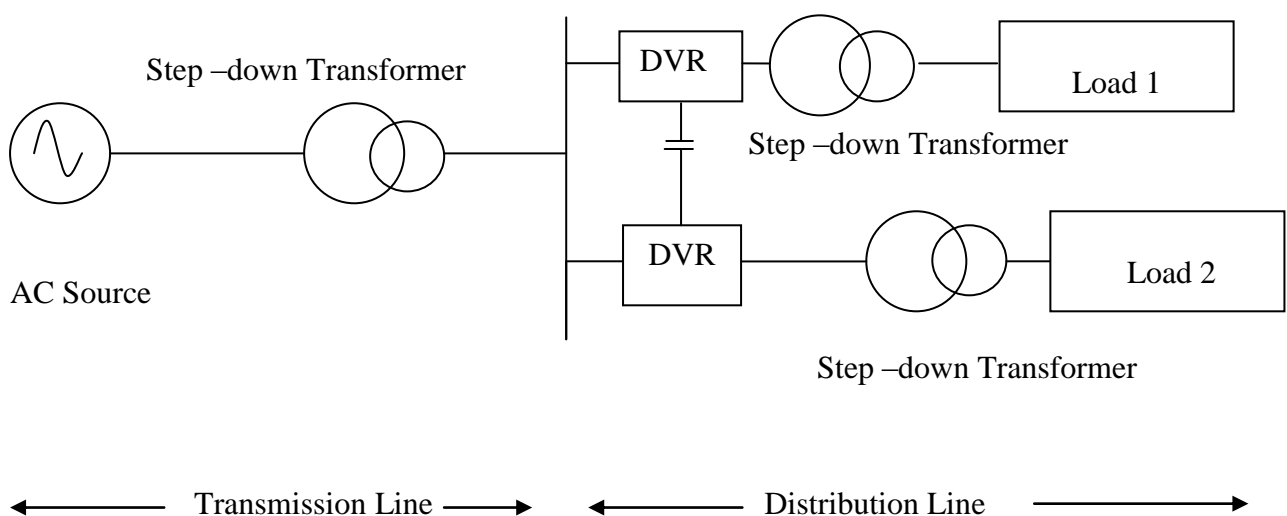 Step –down Transformer
DVR
Load 1
Step –down Transformer
AC Source
DVR
Load 2
Step –down Transformer
Transmission Line
Distribution Line